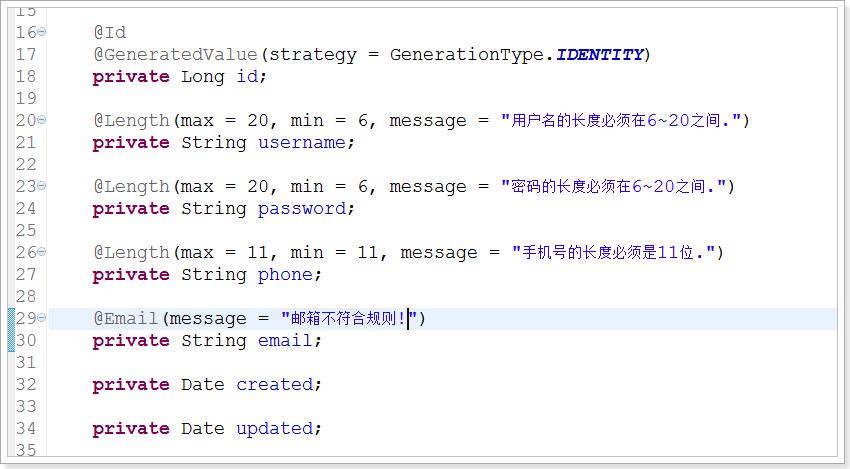 15
16 @Id
17 @GeneratedValue(strategy = GenerationType.IDENTITY)
18 private Long id;
19
20 @Length(max = 20, min = 6, message = "用户名的长度必须在6~20之间.")
21 private String username;
22
23 @Length(max = 20, min = 6, message = "密码的长度必须在6~20之间.")
24 private String password;
25
26 @Length(max = 11, min = 11, message = "手机号的长度必须是11位.")
27 private String phone;
28
29 @Email(message = "邮箱不符合规则!")
30 private String email;
31
32 private Date created;
33
34 private Date updated;
35